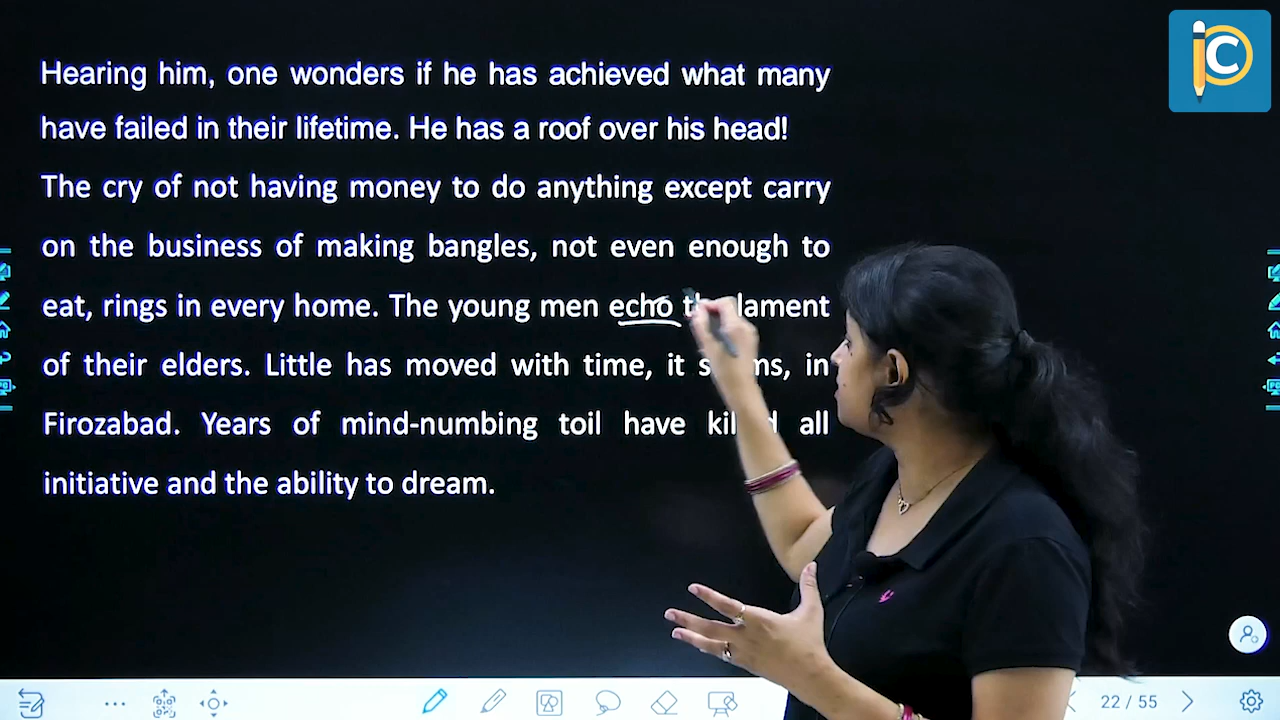 Hearing him, one wonders if he has achieved what many
have failed in their lifetime. He has a roof over his head!
The cry of not having money to do anything except carry
on the business of making bangles, not even enough to
eat, rings in every home. The young men echo lament
of their elders. Little has moved with time, it in
Firozabad. Years of mind-numbing toil have all
initiative and the ability to dream.
22 / 55
C